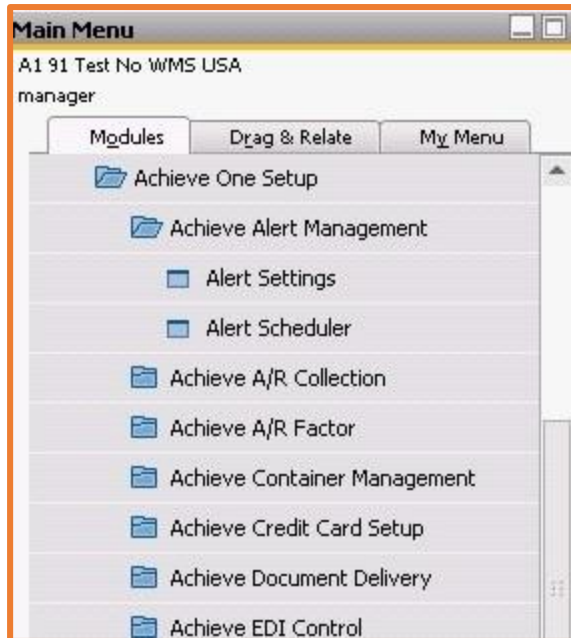 Main Menu
A1 91 Test No WMS USA
manager
Modules Drag & Relate My Menu
Achieve One Setup
Achieve Alert Management
Alert Settings
Alert Scheduler
Achieve A/R Collection
Achieve A/R Factor
Achieve Container Management
Achieve Credit Card Setup
Achieve Document Delivery
Achieve EDI Control